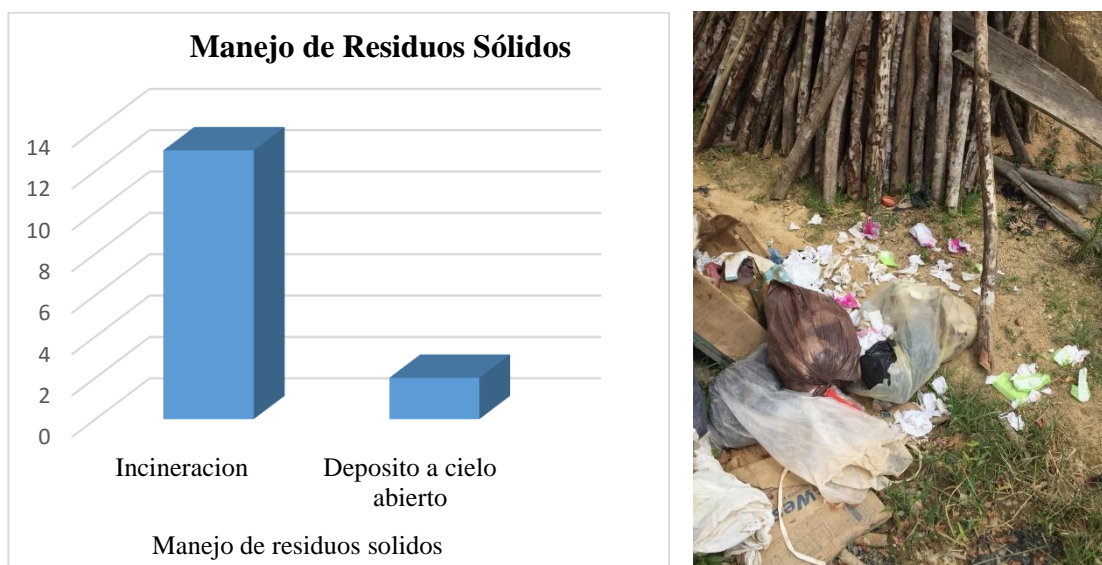 Manejo de Residuos Sólidos
14
12
10
8
6
4
2
0
Incineracion
Deposito a cielo
abierto
Manejo de residuos solidos